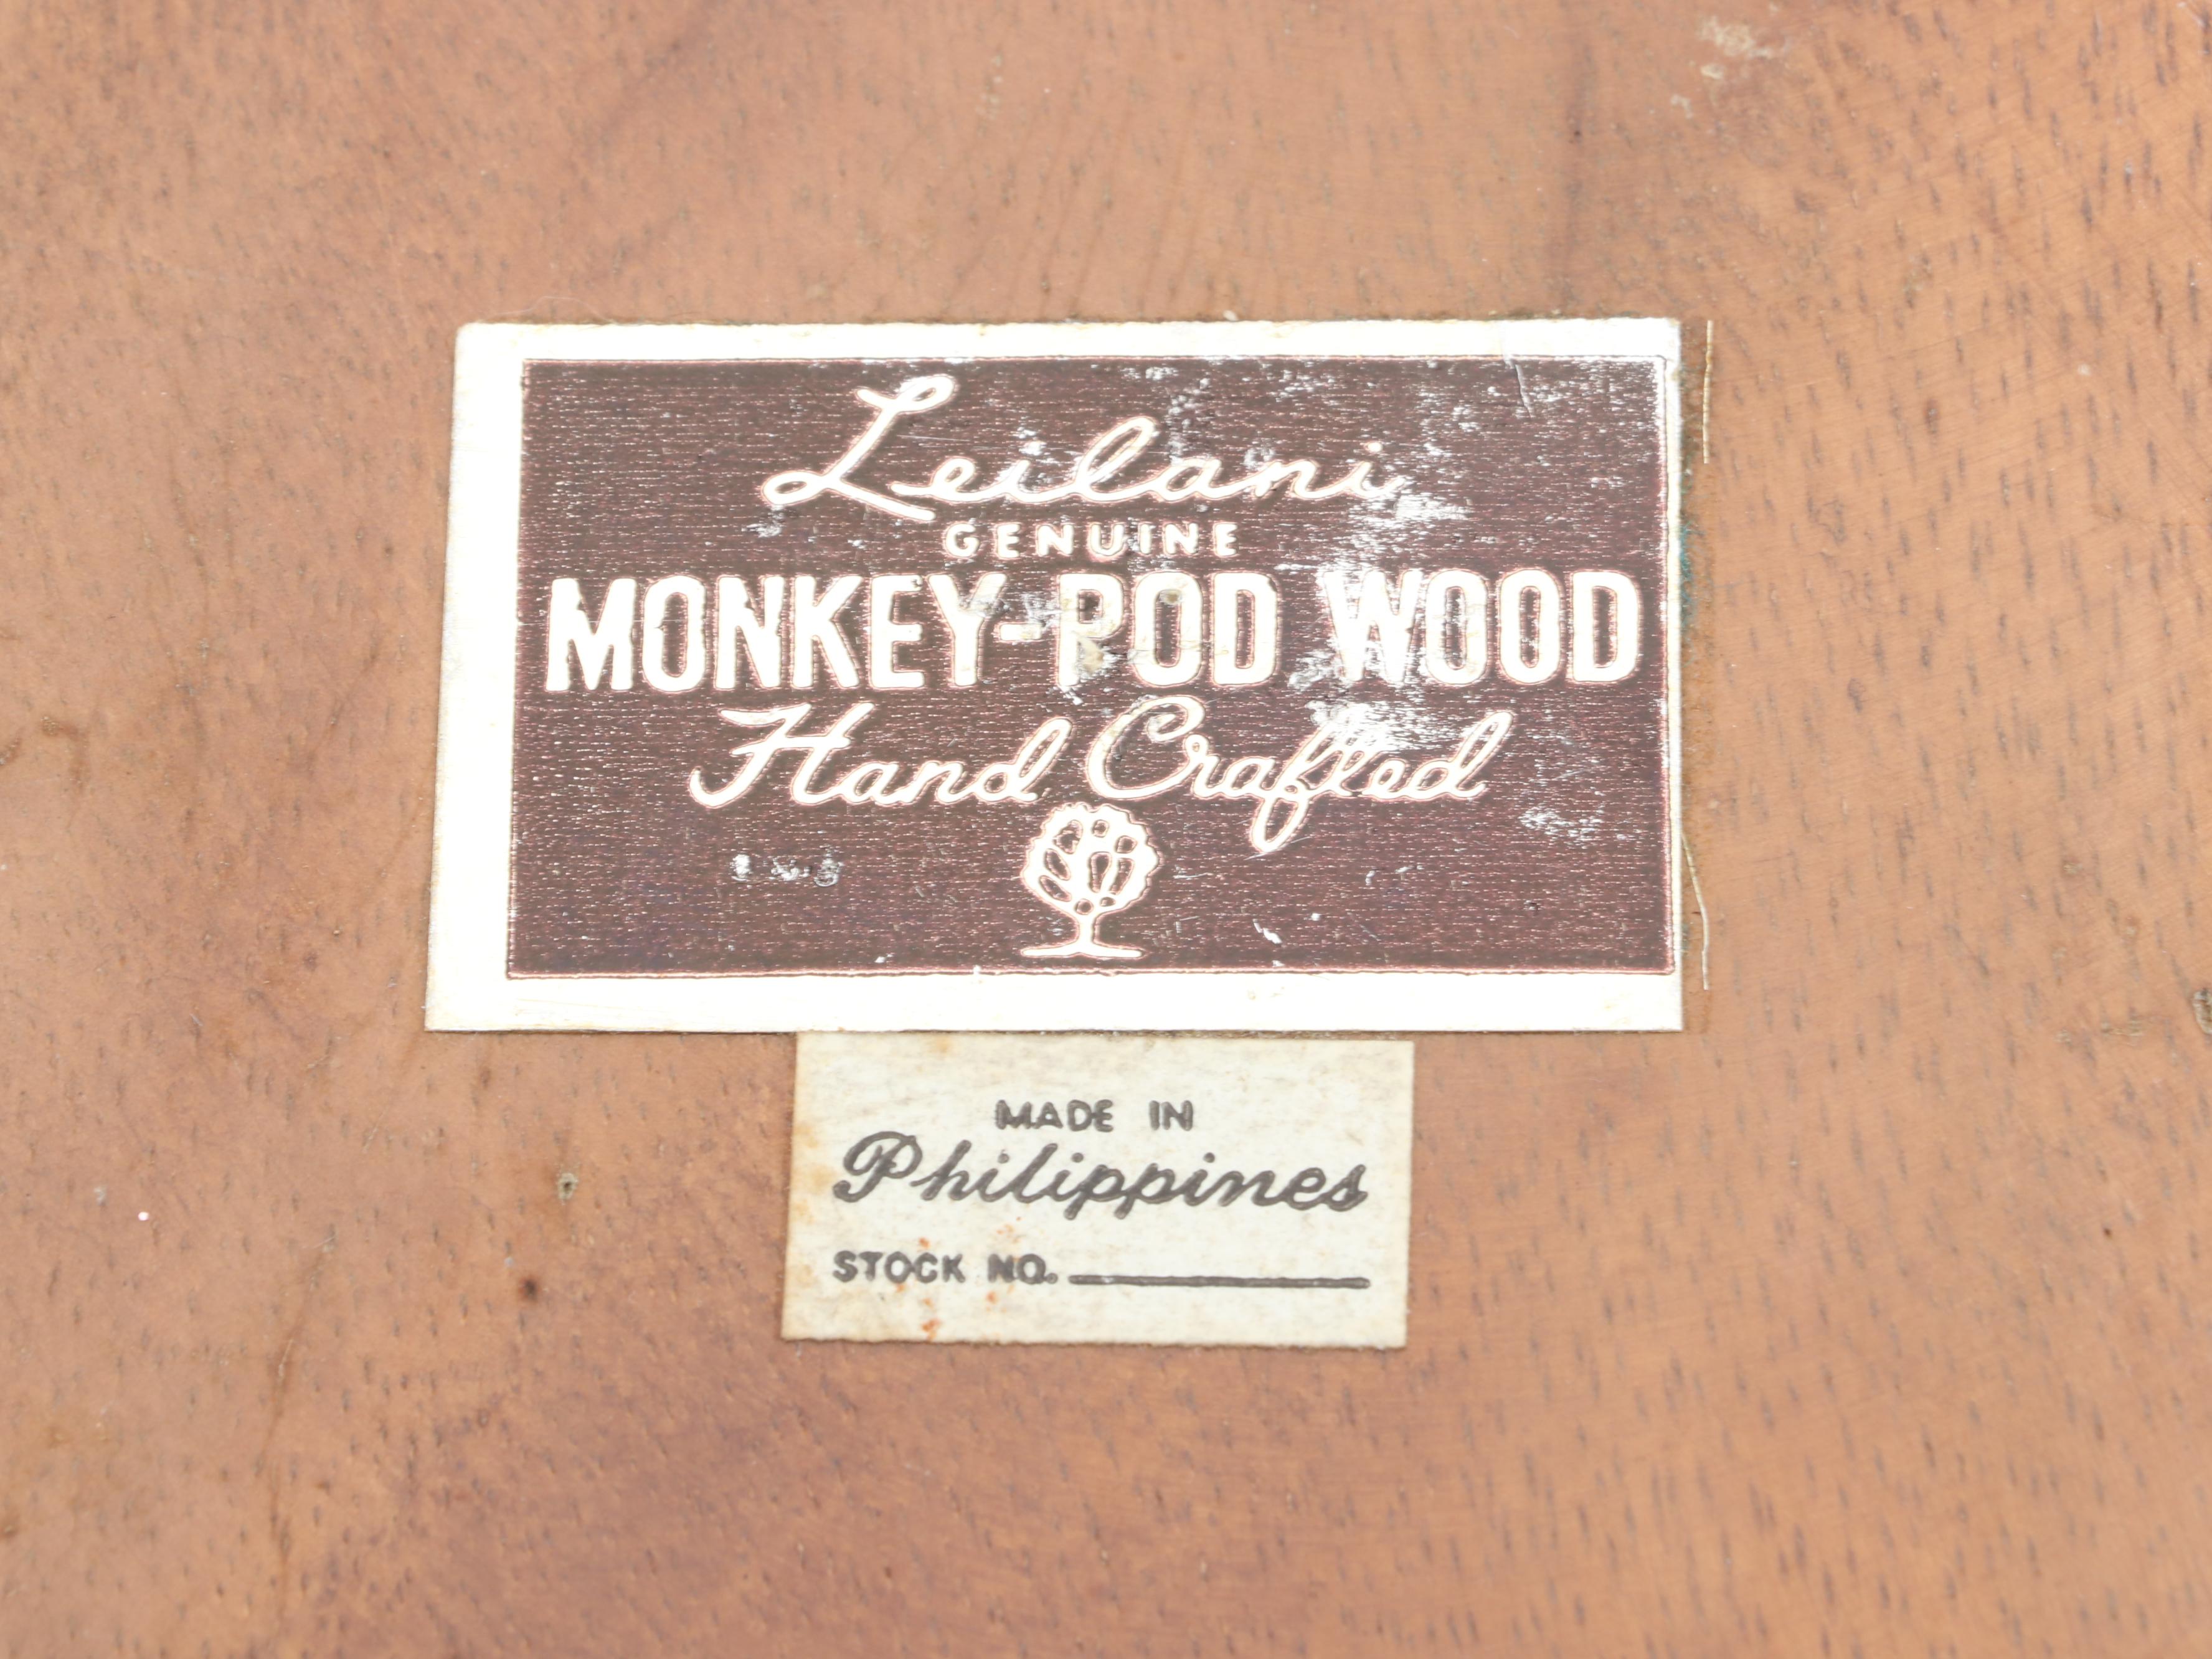 Leilani
GENUINE
MONKEY-POD WOOD
Hand Crafted
MADE IN
Philippines
STOCK NO.